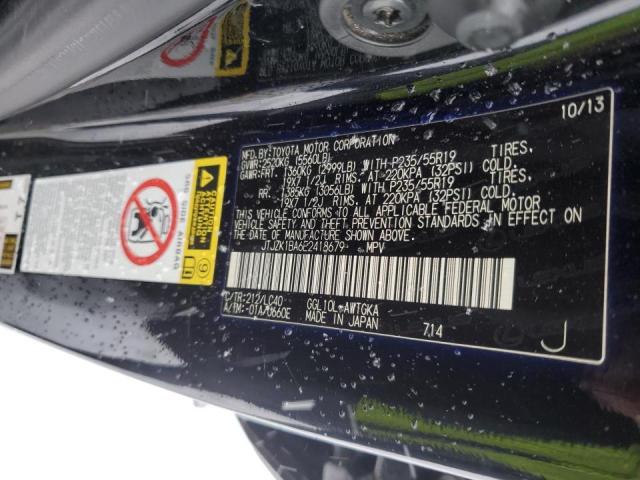 10/13
MFD. BY:TOYOTA MOTOR CORPORATION
GVWR:2520KG (5560LB)
GAWR:FRT. 1360KG (2999LB) WITH P235/55R19 TIRES,
19X7 1/2J RIMS, AT 220KPA (32PSI) COLD.
RR. 1385KG (3056LB) WITH P235/55R19 TIRES,
19X7 1/2J RIMS, AT 220KPA (32PSI) COLD.
THIS VEHICLE CONFORMS TO ALL APPLICABLE FEDERAL MOTOR
VEHICLE SAFETY STANDARDS IN EFFECT ON THE
DATE OF MANUFACTURE SHOWN ABOVE.
JTJZK1BA6E2418679 MPV
C/TR:212/LC40 GGL10L-AWTGKA
A/TM:-01A/U660E MADE IN JAPAN 714 J
SRS SIDE AIRBAG